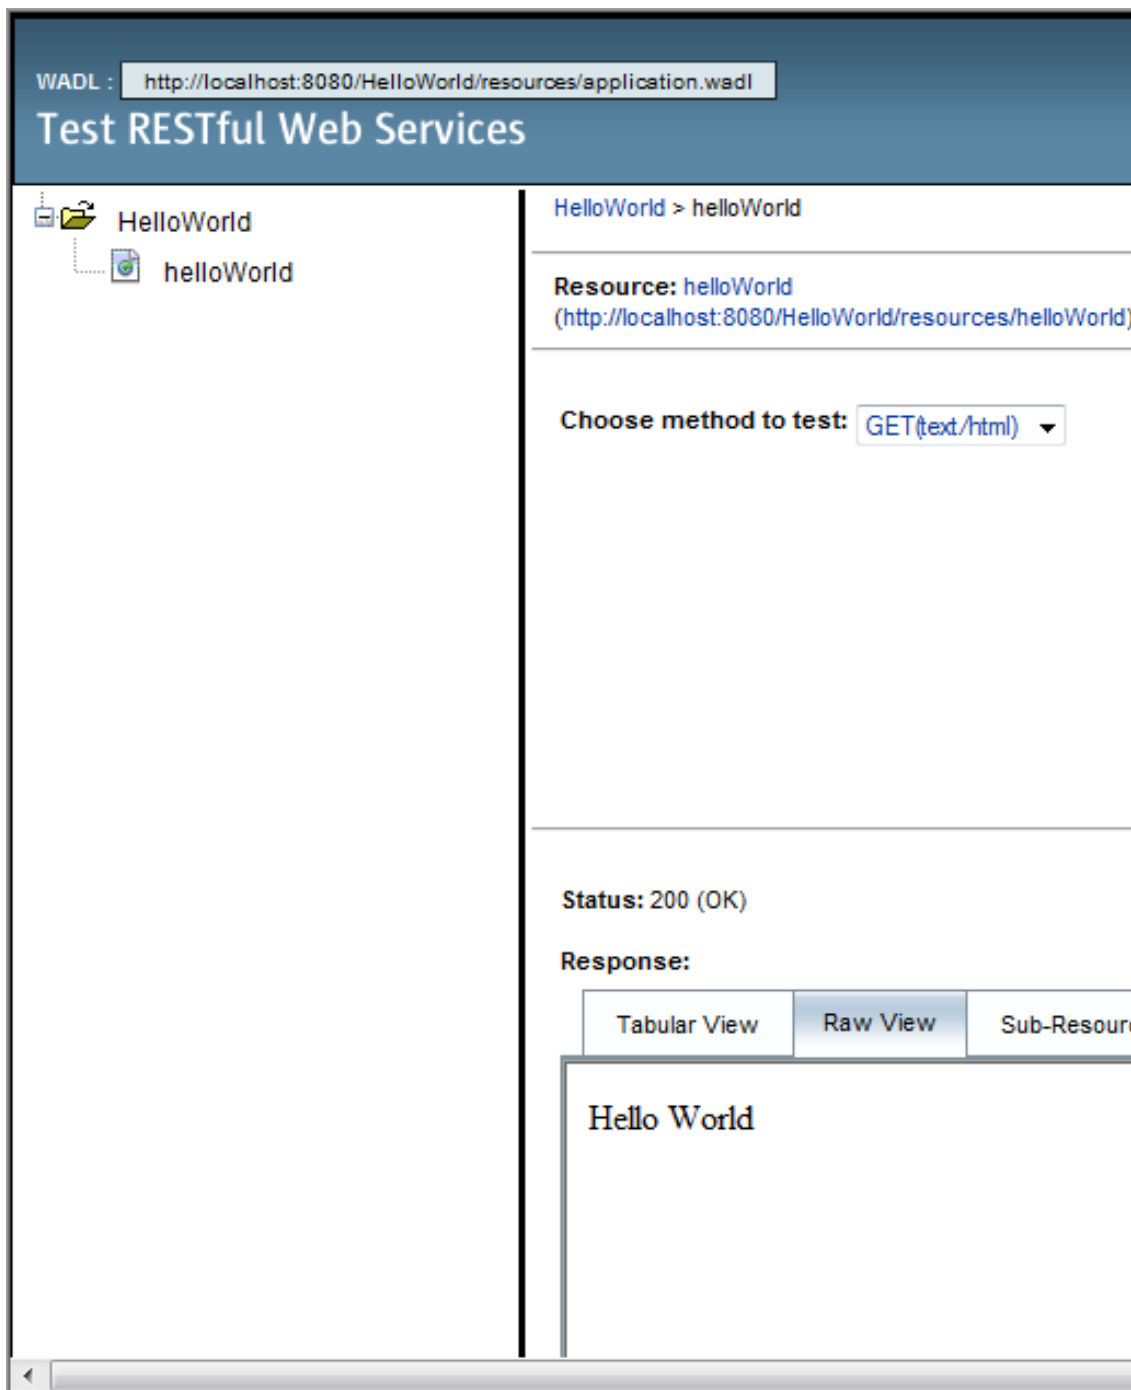 WADL : http://localhost:8080/HelloWorld/resources/application.wadl
Test RESTful Web Services
HelloWorld
helloWorld
HelloWorld > helloWorld
Resource: helloWorld
(http://localhost:8080/HelloWorld/resources/helloWorld)
Choose method to test: GET(text/html)
Status: 200 (OK)
Response:
Tabular View Raw View Sub-Resour
Hello World